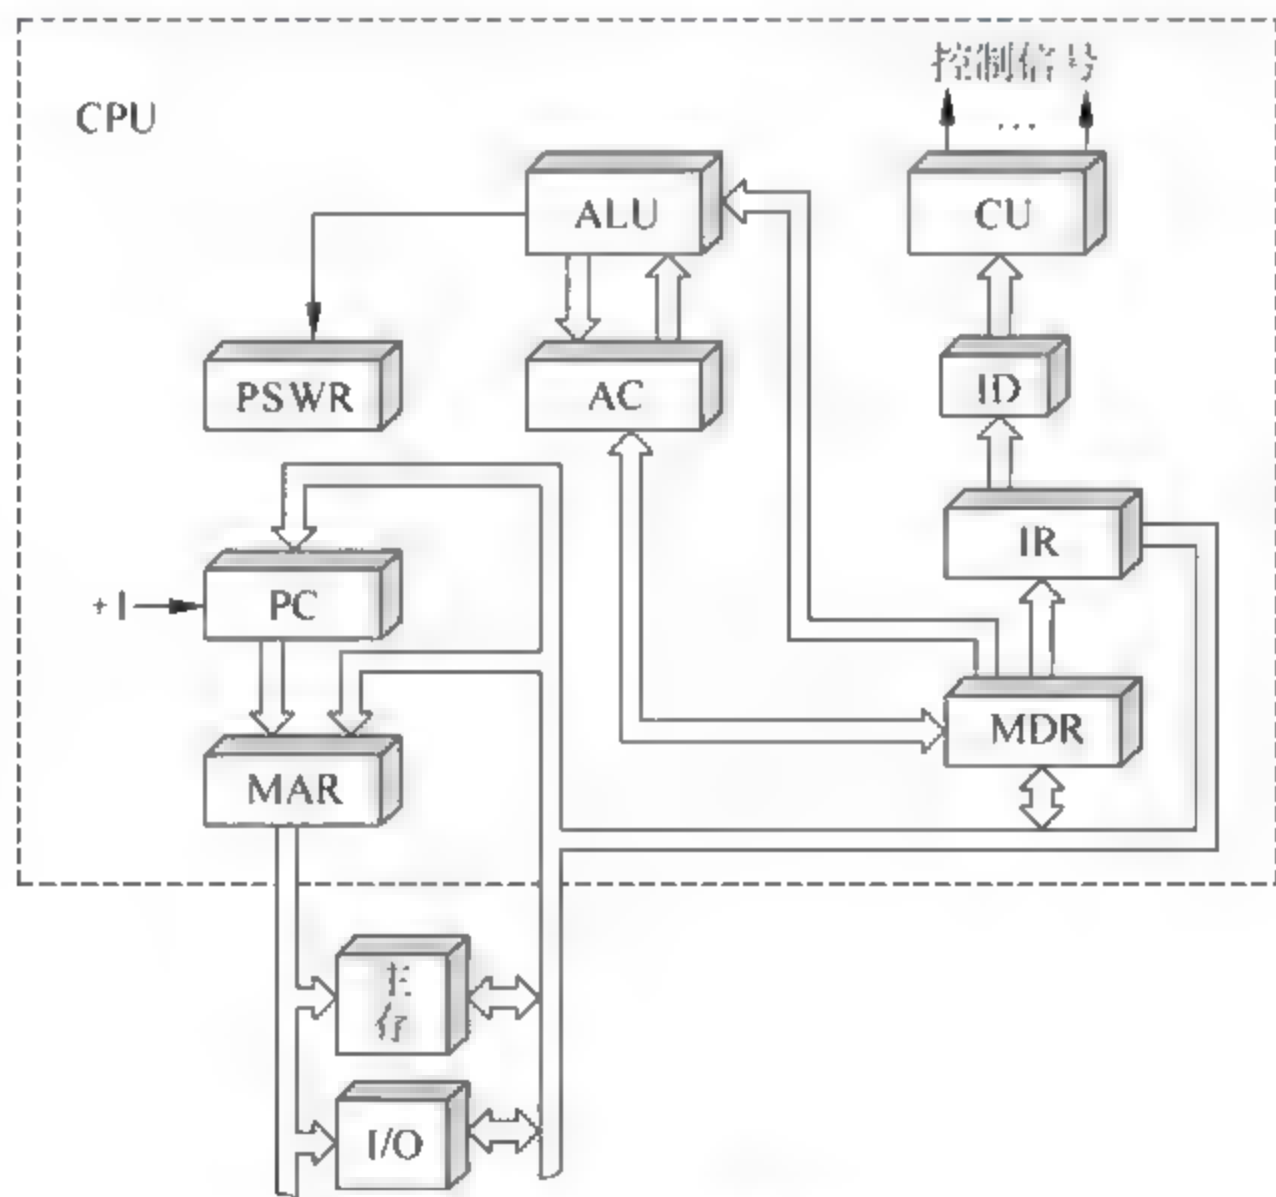 控制信号
...
CPU
ALU
CU
PSWR
AC
ID
IR
+1
PC
MDR
MAR
主
存
I/O